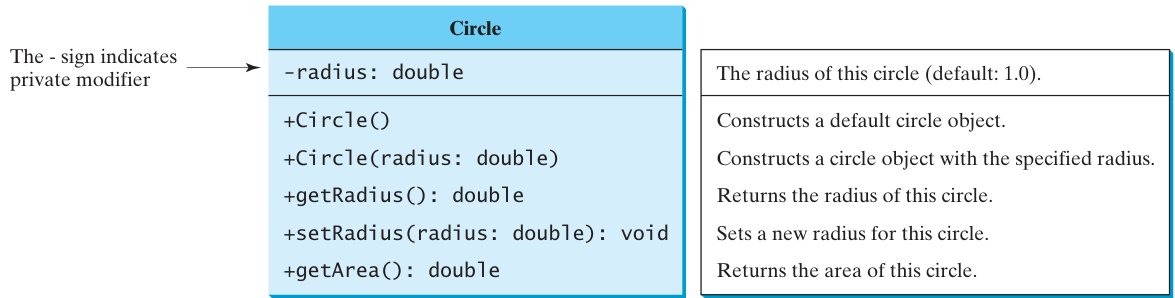 Circle
The - sign indicates
private modifier
-radius: double
The radius of this circle (default: 1.0).
+Circle()
Constructs a default circle object.
+Circle(radius: double)
Constructs a circle object with the specified radius.
+getRadius(): double
Returns the radius of this circle.
+setRadius(radius: double): void
Sets a new radius for this circle.
+getArea(): double
Returns the area of this circle.